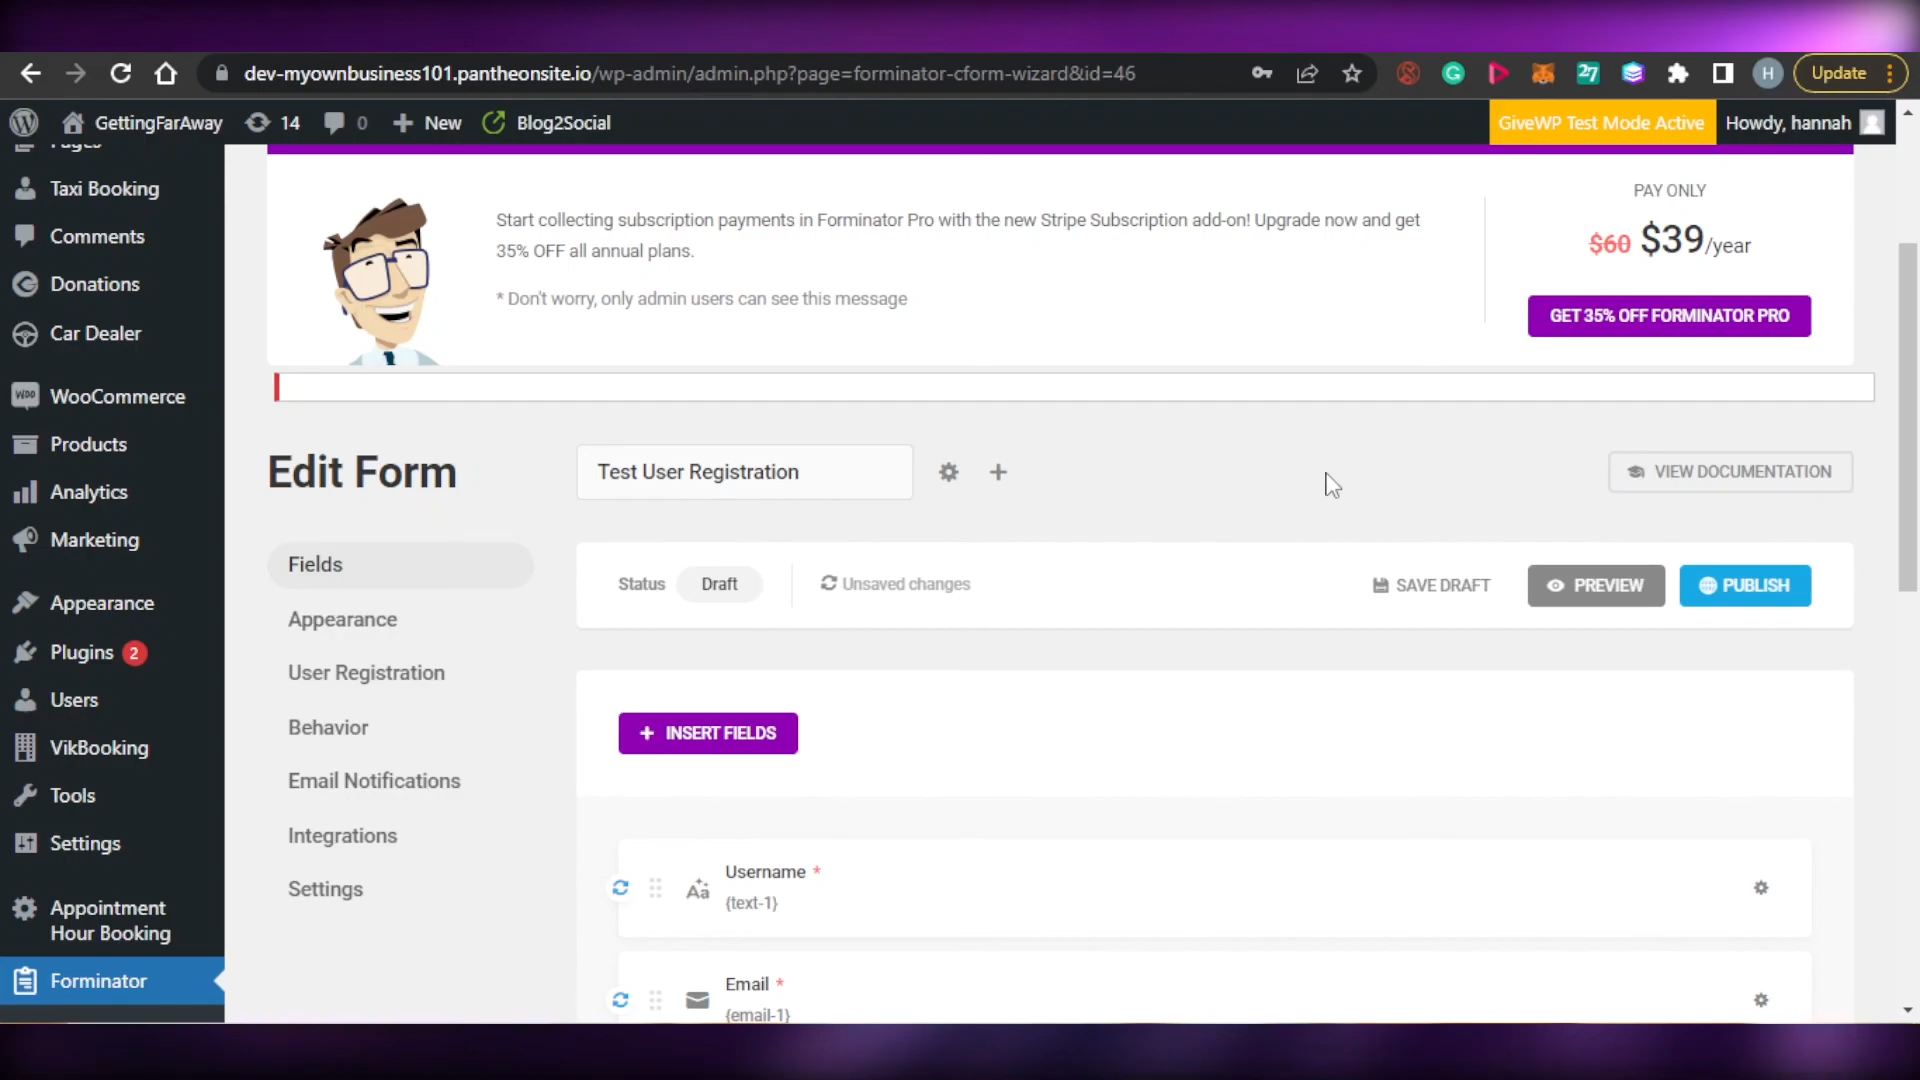 dev-myownbusiness101.pantheonsite.io/wp-admin/admin.php?page=forminator-cform-wizard&id=46
H
Update
GettingFarAway
14
0
New
Blog2Social
GiveWP Test Mode Active
Howdy, hannah
Pages
Taxi Booking
Comments
Donations
Car Dealer
WooCommerce
Products
Analytics
Marketing
Appearance
Plugins 2
Users
VikBooking
Tools
Settings
Appointment
Hour Booking
Forminator
Start collecting subscription payments in Forminator Pro with the new Stripe Subscription add-on! Upgrade now and get
35% OFF all annual plans.
* Don't worry, only admin users can see this message
PAY ONLY
$60 $39/year
GET 35% OFF FORMINATOR PRO
Edit Form
Test User Registration
VIEW DOCUMENTATION
Fields
Appearance
User Registration
Behavior
Email Notifications
Integrations
Settings
Status
Draft
Unsaved changes
SAVE DRAFT
PREVIEW
PUBLISH
INSERT FIELDS
Username *
{text-1}
Email *
{email-1}